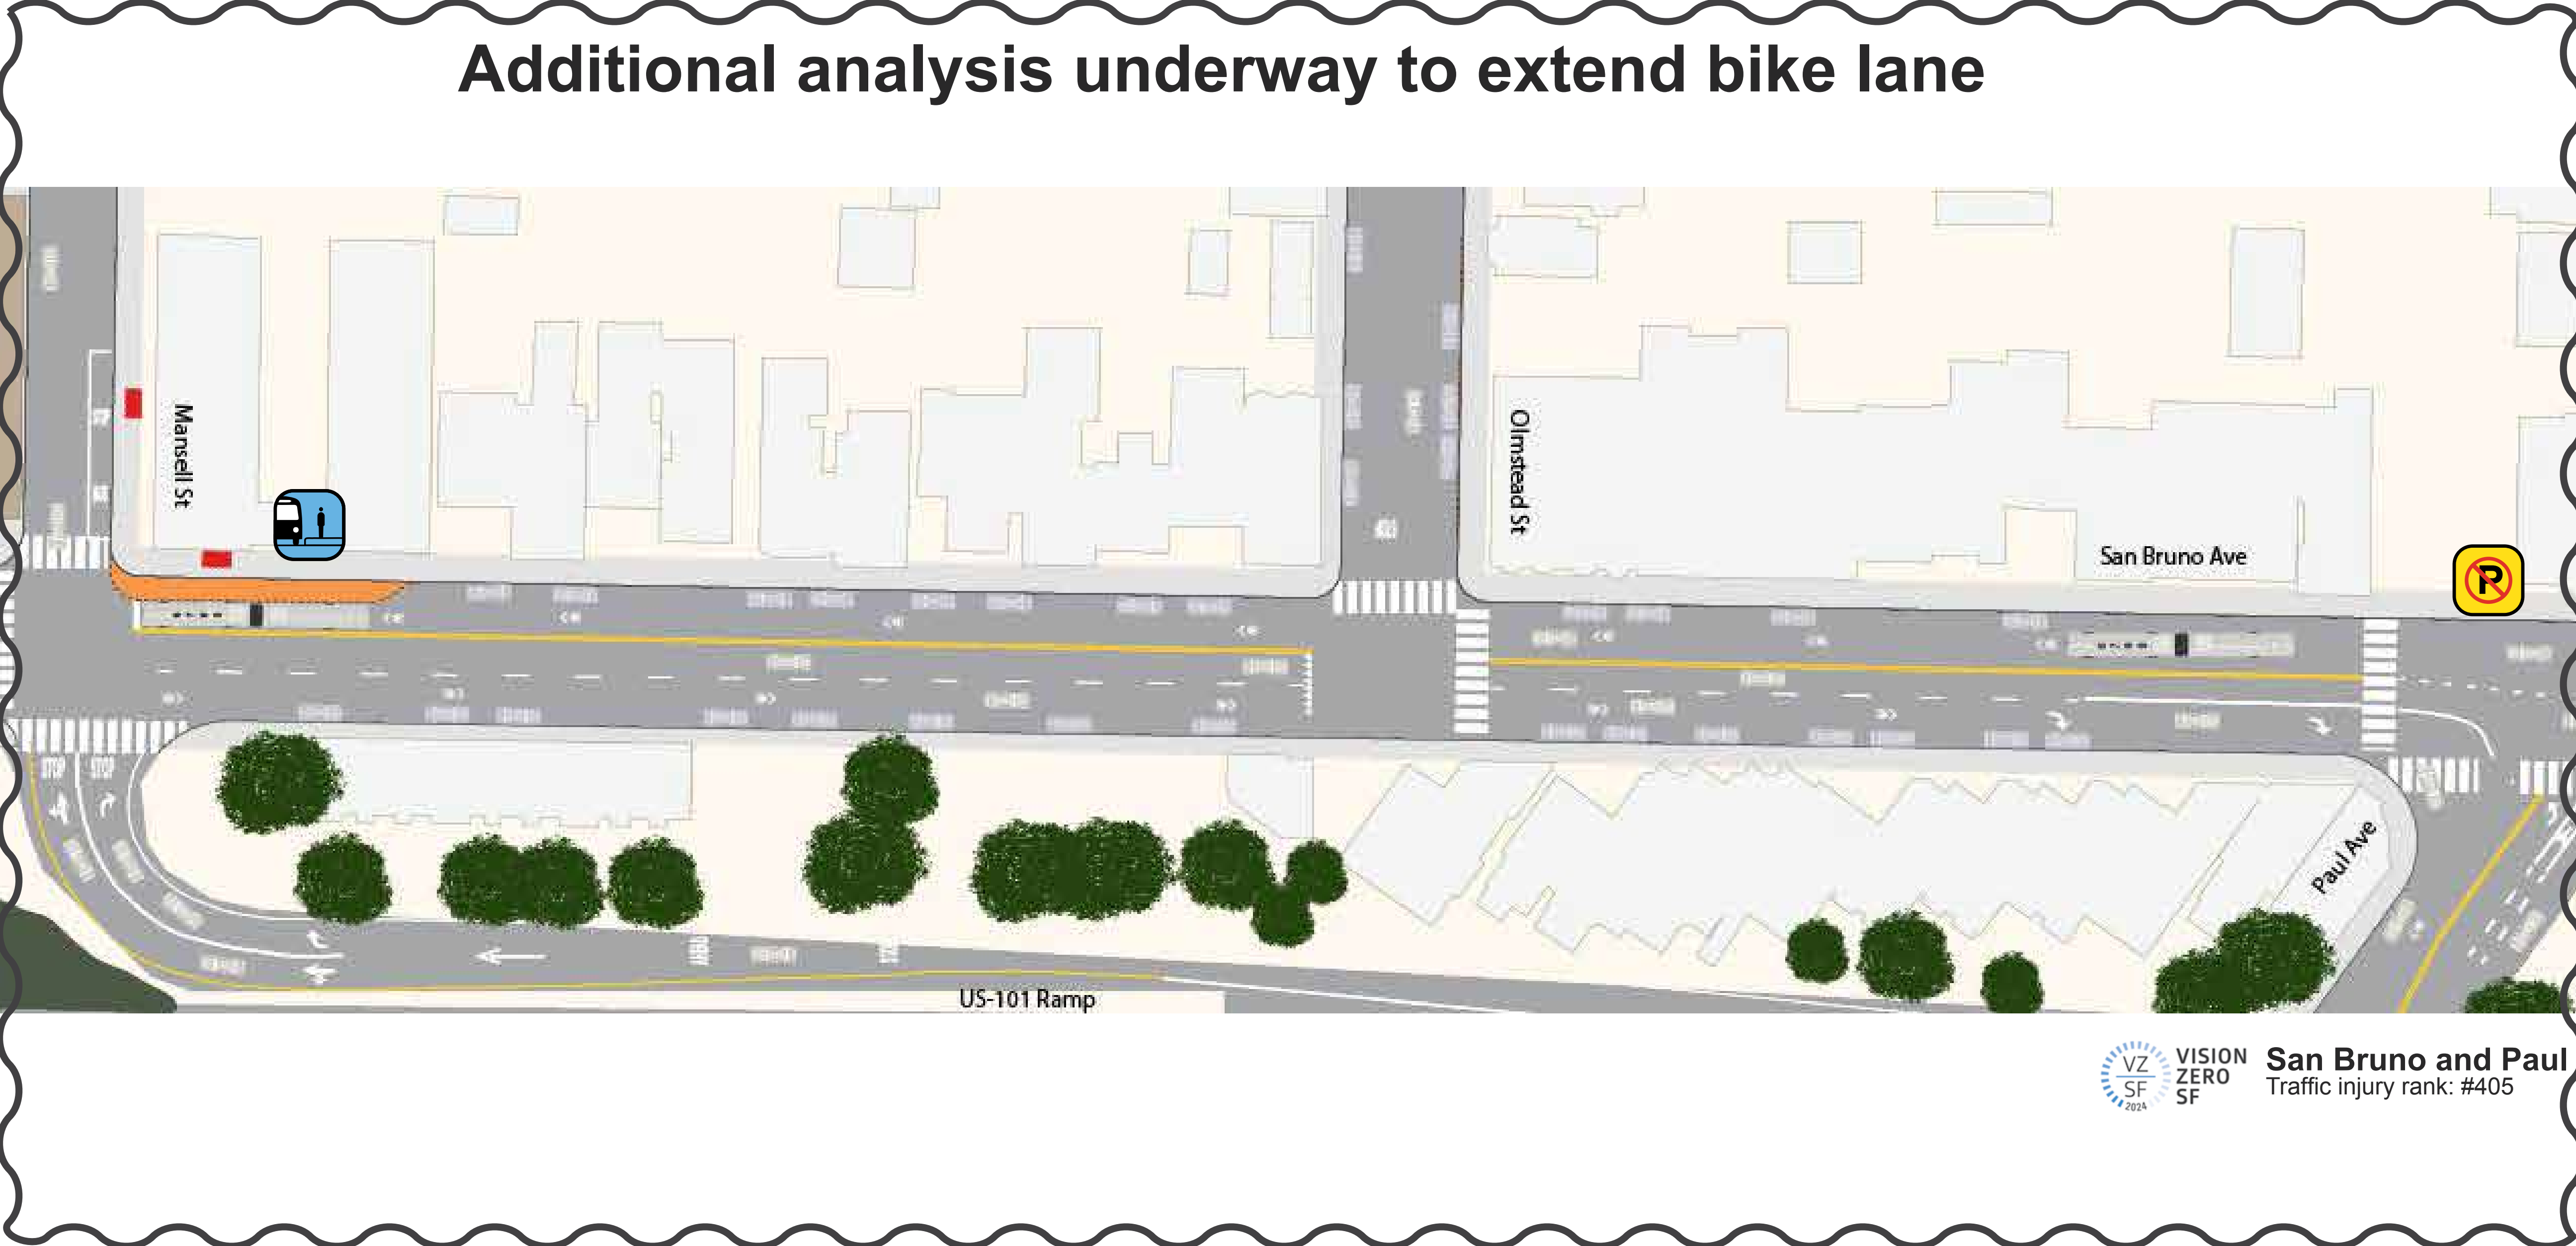 Additional analysis underway to extend bike lane
Mansell St
Olmstead St
San Bruno Ave
P
STOP
STOP
Paul Ave
US-101 Ramp
VZ
SF
2024
VISION
ZERO
SF
San Bruno and Paul
Traffic injury rank: #405